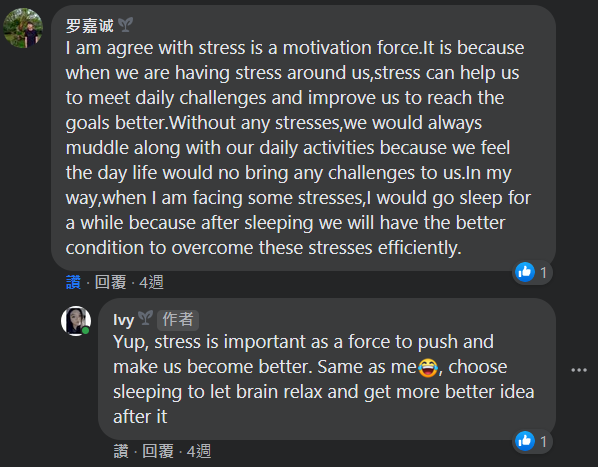 罗嘉诚
I am agree with stress is a motivation force.It is because
when we are having stress around us,stress can help us
to meet daily challenges and improve us to reach the
goals better.Without any stresses,we would always
muddle along with our daily activities because we feel
the day life would no bring any challenges to us.In my
way,when I am facing some stresses,I would go sleep for
a while because after sleeping we will have the better
condition to overcome these stresses efficiently.
1
讚 · 回覆 · 4週
Ivy 作者
Yup, stress is important as a force to push and
make us become better. Same as me😂, choose
sleeping to let brain relax and get more better idea
after it
1
讚 · 回覆 · 4週